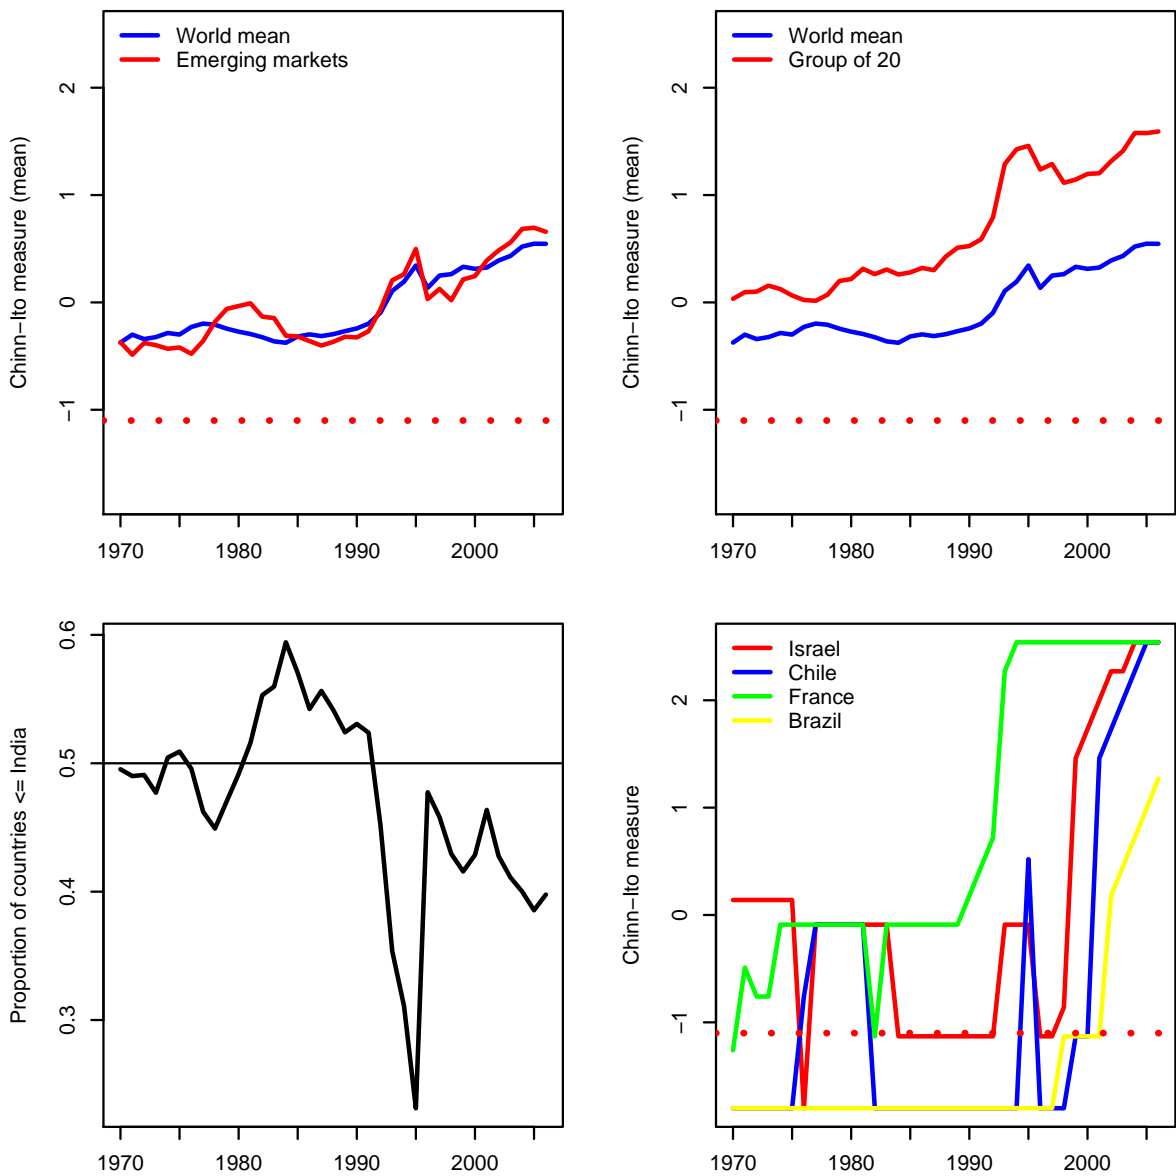 World mean
Emerging markets
Chinn−Ito measure (mean)
2
1
0
−1
1970 1980 1990 2000
World mean
Group of 20
Chinn−Ito measure (mean)
2
1
0
−1
1970 1980 1990 2000
Proportion of countries <= India
0.6
0.5
0.4
0.3
1970 1980 1990 2000
Israel
Chile
France
Brazil
Chinn−Ito measure
2
1
0
−1
1970 1980 1990 2000